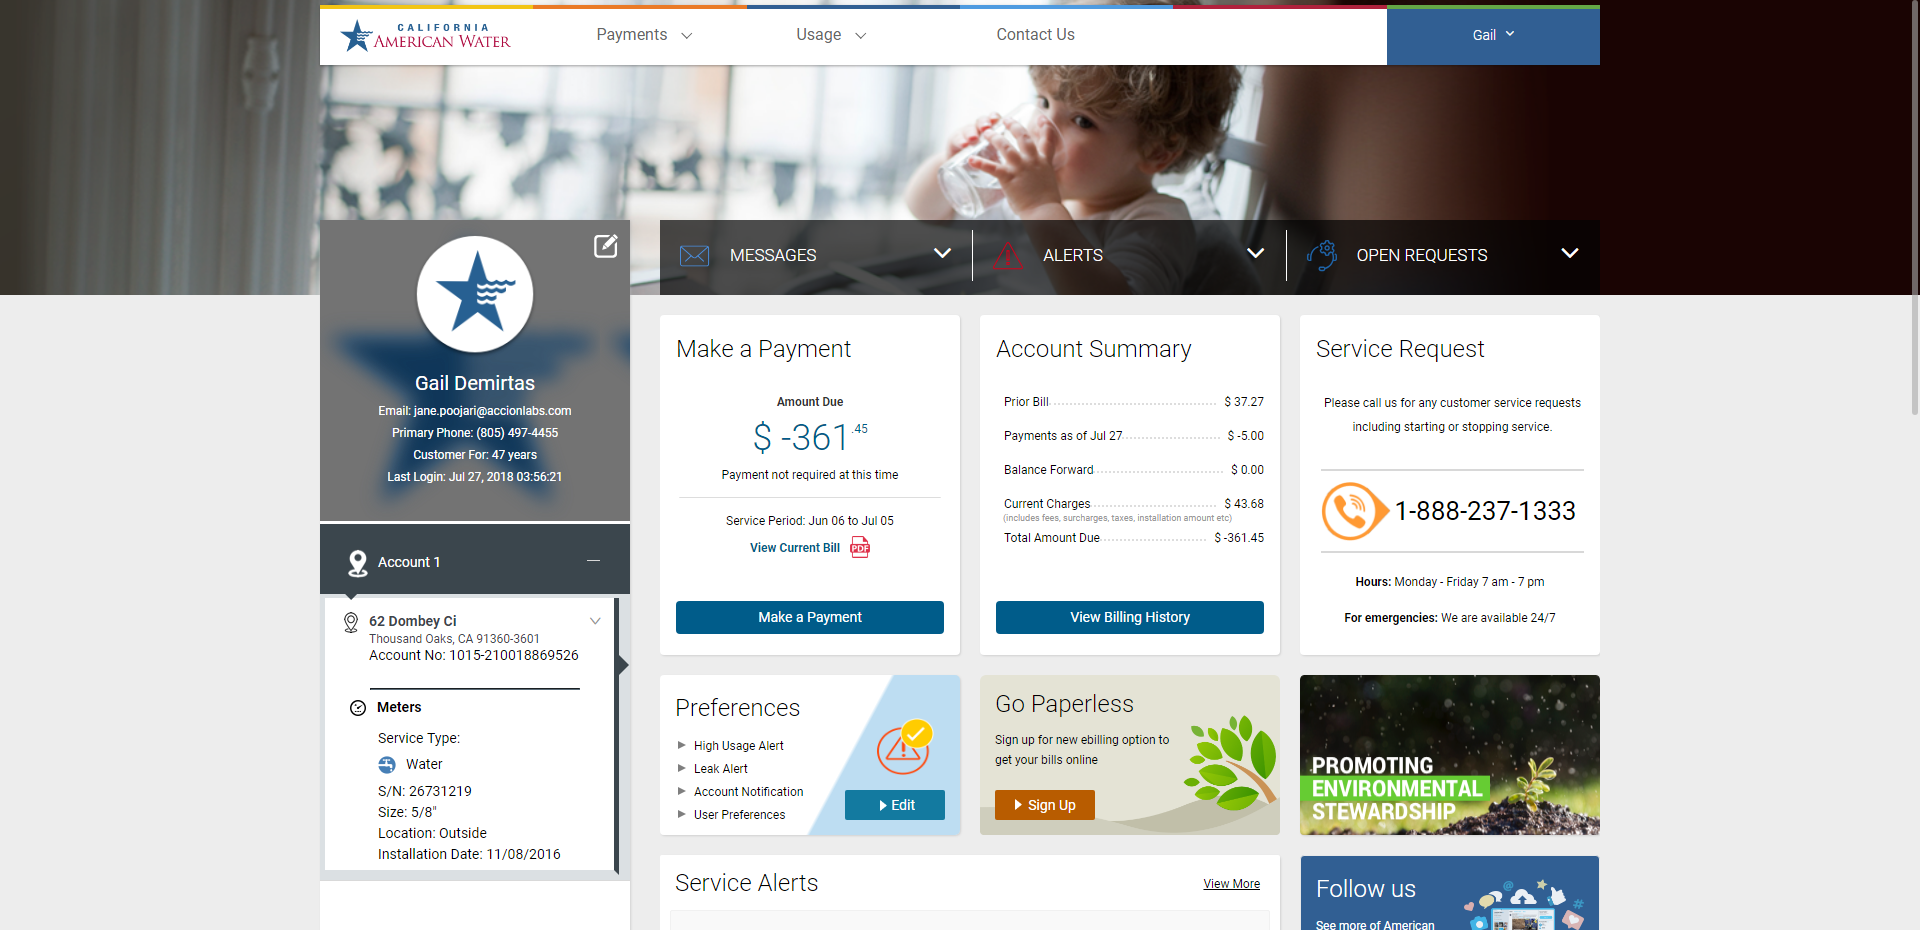 CALIFORNIA
AMERICAN WATER
Payments
Usage
Contact Us
Gail
MESSAGES
ALERTS
OPEN REQUESTS
Gail Demirtas
Email: jane.poojari@accionlabs.com
Primary Phone: (805) 497-4455
Customer For: 47 years
Last Login: Jul 27, 2018 03:56:21
Account 1
62 Dombey Ci
Thousand Oaks, CA 91360-3601
Account No: 1015-210018869526
Meters
Service Type:
Water
S/N: 26731219
Size: 5/8"
Location: Outside
Installation Date: 11/08/2016
Make a Payment
Amount Due
$ -361.45
Payment not required at this time
Service Period: Jun 06 to Jul 05
View Current Bill PDF
Make a Payment
Account Summary
Prior Bill $ 37.27
Payments as of Jul 27 $ -5.00
Balance Forward $ 0.00
Current Charges $ 43.68
(includes fees, surcharges, taxes, installation amount etc)
Total Amount Due $ -361.45
View Billing History
Service Request
Please call us for any customer service requests
including starting or stopping service.
1-888-237-1333
Hours: Monday - Friday 7 am - 7 pm
For emergencies: We are available 24/7
Preferences
High Usage Alert
Leak Alert
Account Notification
User Preferences
Edit
Go Paperless
Sign up for new ebilling option to
get your bills online
Sign Up
PROMOTING
ENVIRONMENTAL
STEWARDSHIP
Service Alerts
View More
Follow us
See more of American